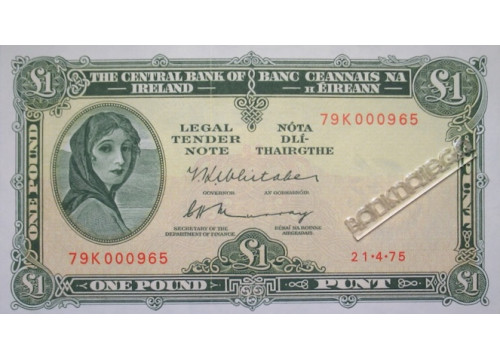 £1
THE CENTRAL BANK OF IRELAND
BANC CEANNAIS NA hÉIREANN
£1
LEGAL TENDER NOTE
NÓTA DLÍ-THAIRGTHE
79K000965
ONE POUND
GOVERNOR
AN GOBHARNÓIR
SECRETARY OF THE DEPARTMENT OF FINANCE
79K000965
21·4·75
£1
£1
£1
ONE POUND
PUNT